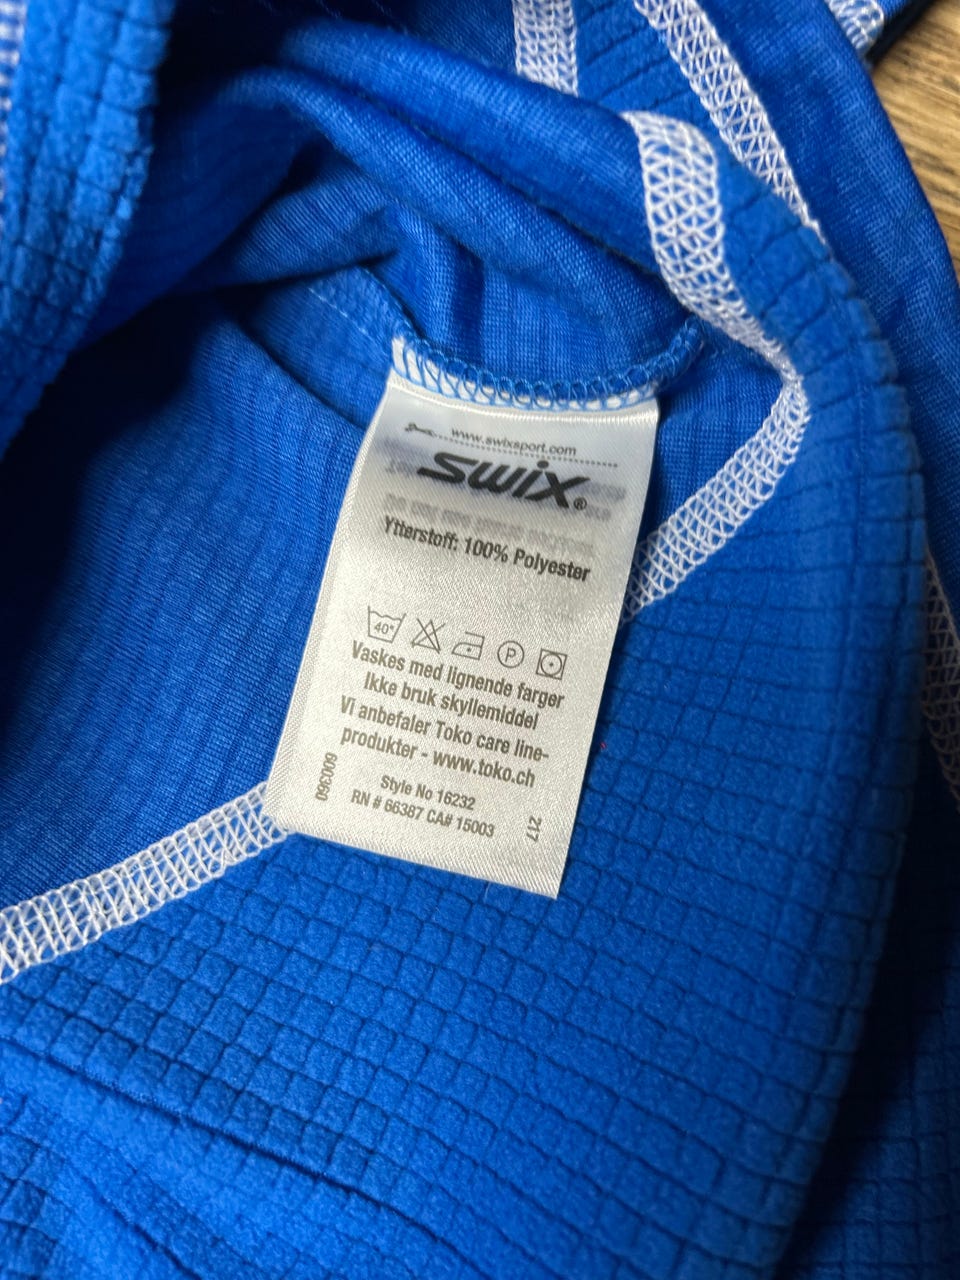 www.swixsport.com
Swix®
Ytterstoff: 100% Polyester
40° P
Vaskes med lignende farger
Ikke bruk skyllemiddel
Vi anbefaler Toko care line-
produkter - www.toko.ch
Style No 16232
RN # 66387 CA# 15003
600360
217